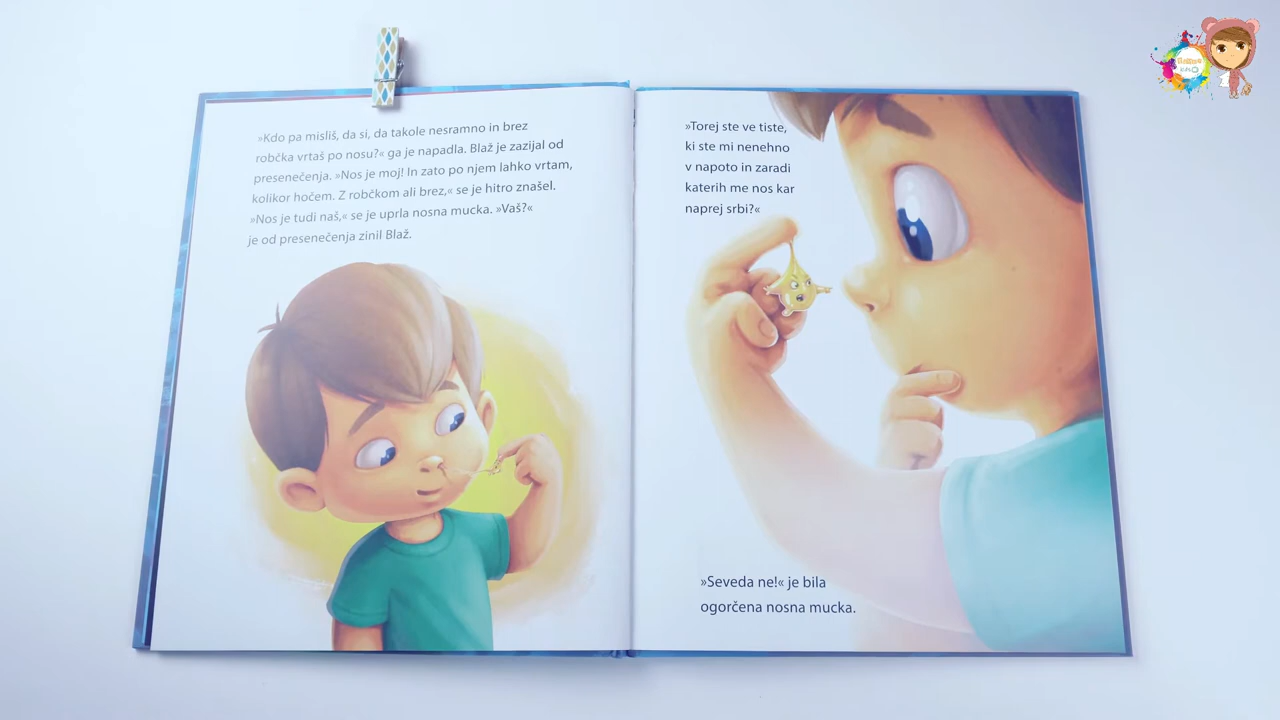 »Kdo pa misliš, da si, da takole nesramno in brez
robčka vrtaš po nosu?« ga je napadla. Blaž je zazijal od
presenečenja. »Nos je moj! In zato po njem lahko vrtam,
kolikor hočem. Z robčkom ali brez,« se je hitro znašel.
»Nos je tudi naš,« se je uprla nosna mucka. »Vaš?«
je od presenečenja zinil Blaž.
»Torej ste ve tiste,
ki ste mi nenehno
v napoto in zaradi
katerih me nos kar
naprej srbi?«
»Seveda ne!« je bila
ogorčena nosna mucka.